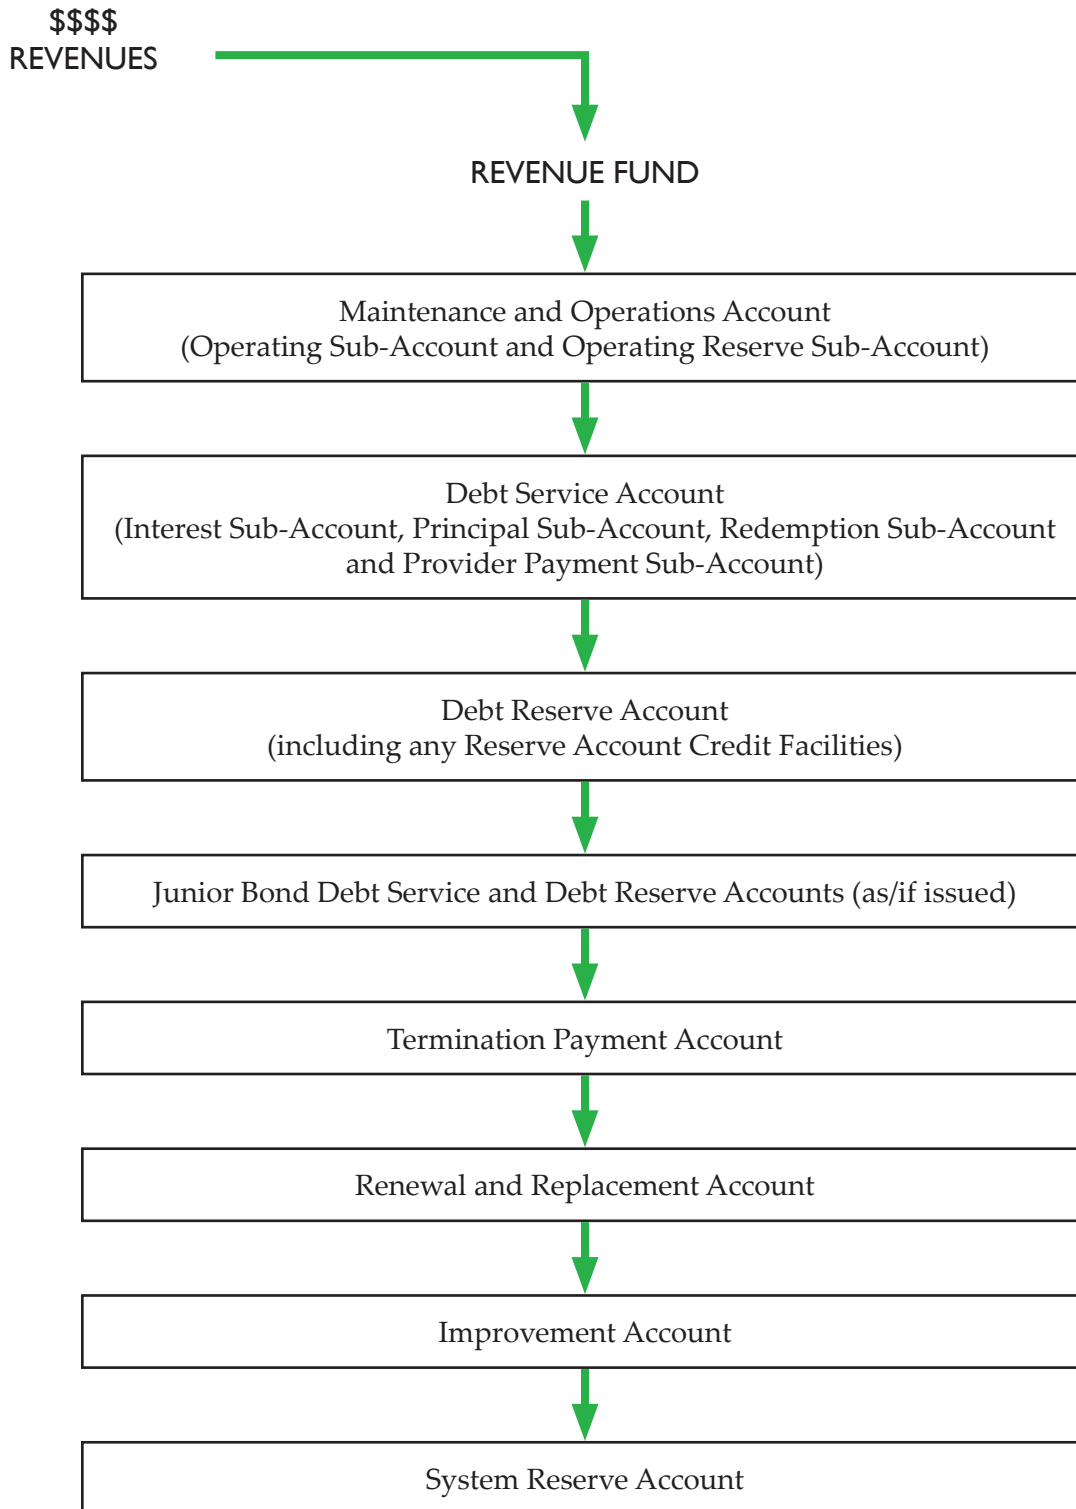 $$$$
REVENUES
REVENUE FUND
Maintenance and Operations Account
(Operating Sub-Account and Operating Reserve Sub-Account)
Debt Service Account
(Interest Sub-Account, Principal Sub-Account, Redemption Sub-Account
and Provider Payment Sub-Account)
Debt Reserve Account
(including any Reserve Account Credit Facilities)
Junior Bond Debt Service and Debt Reserve Accounts (as/if issued)
Termination Payment Account
Renewal and Replacement Account
Improvement Account
System Reserve Account